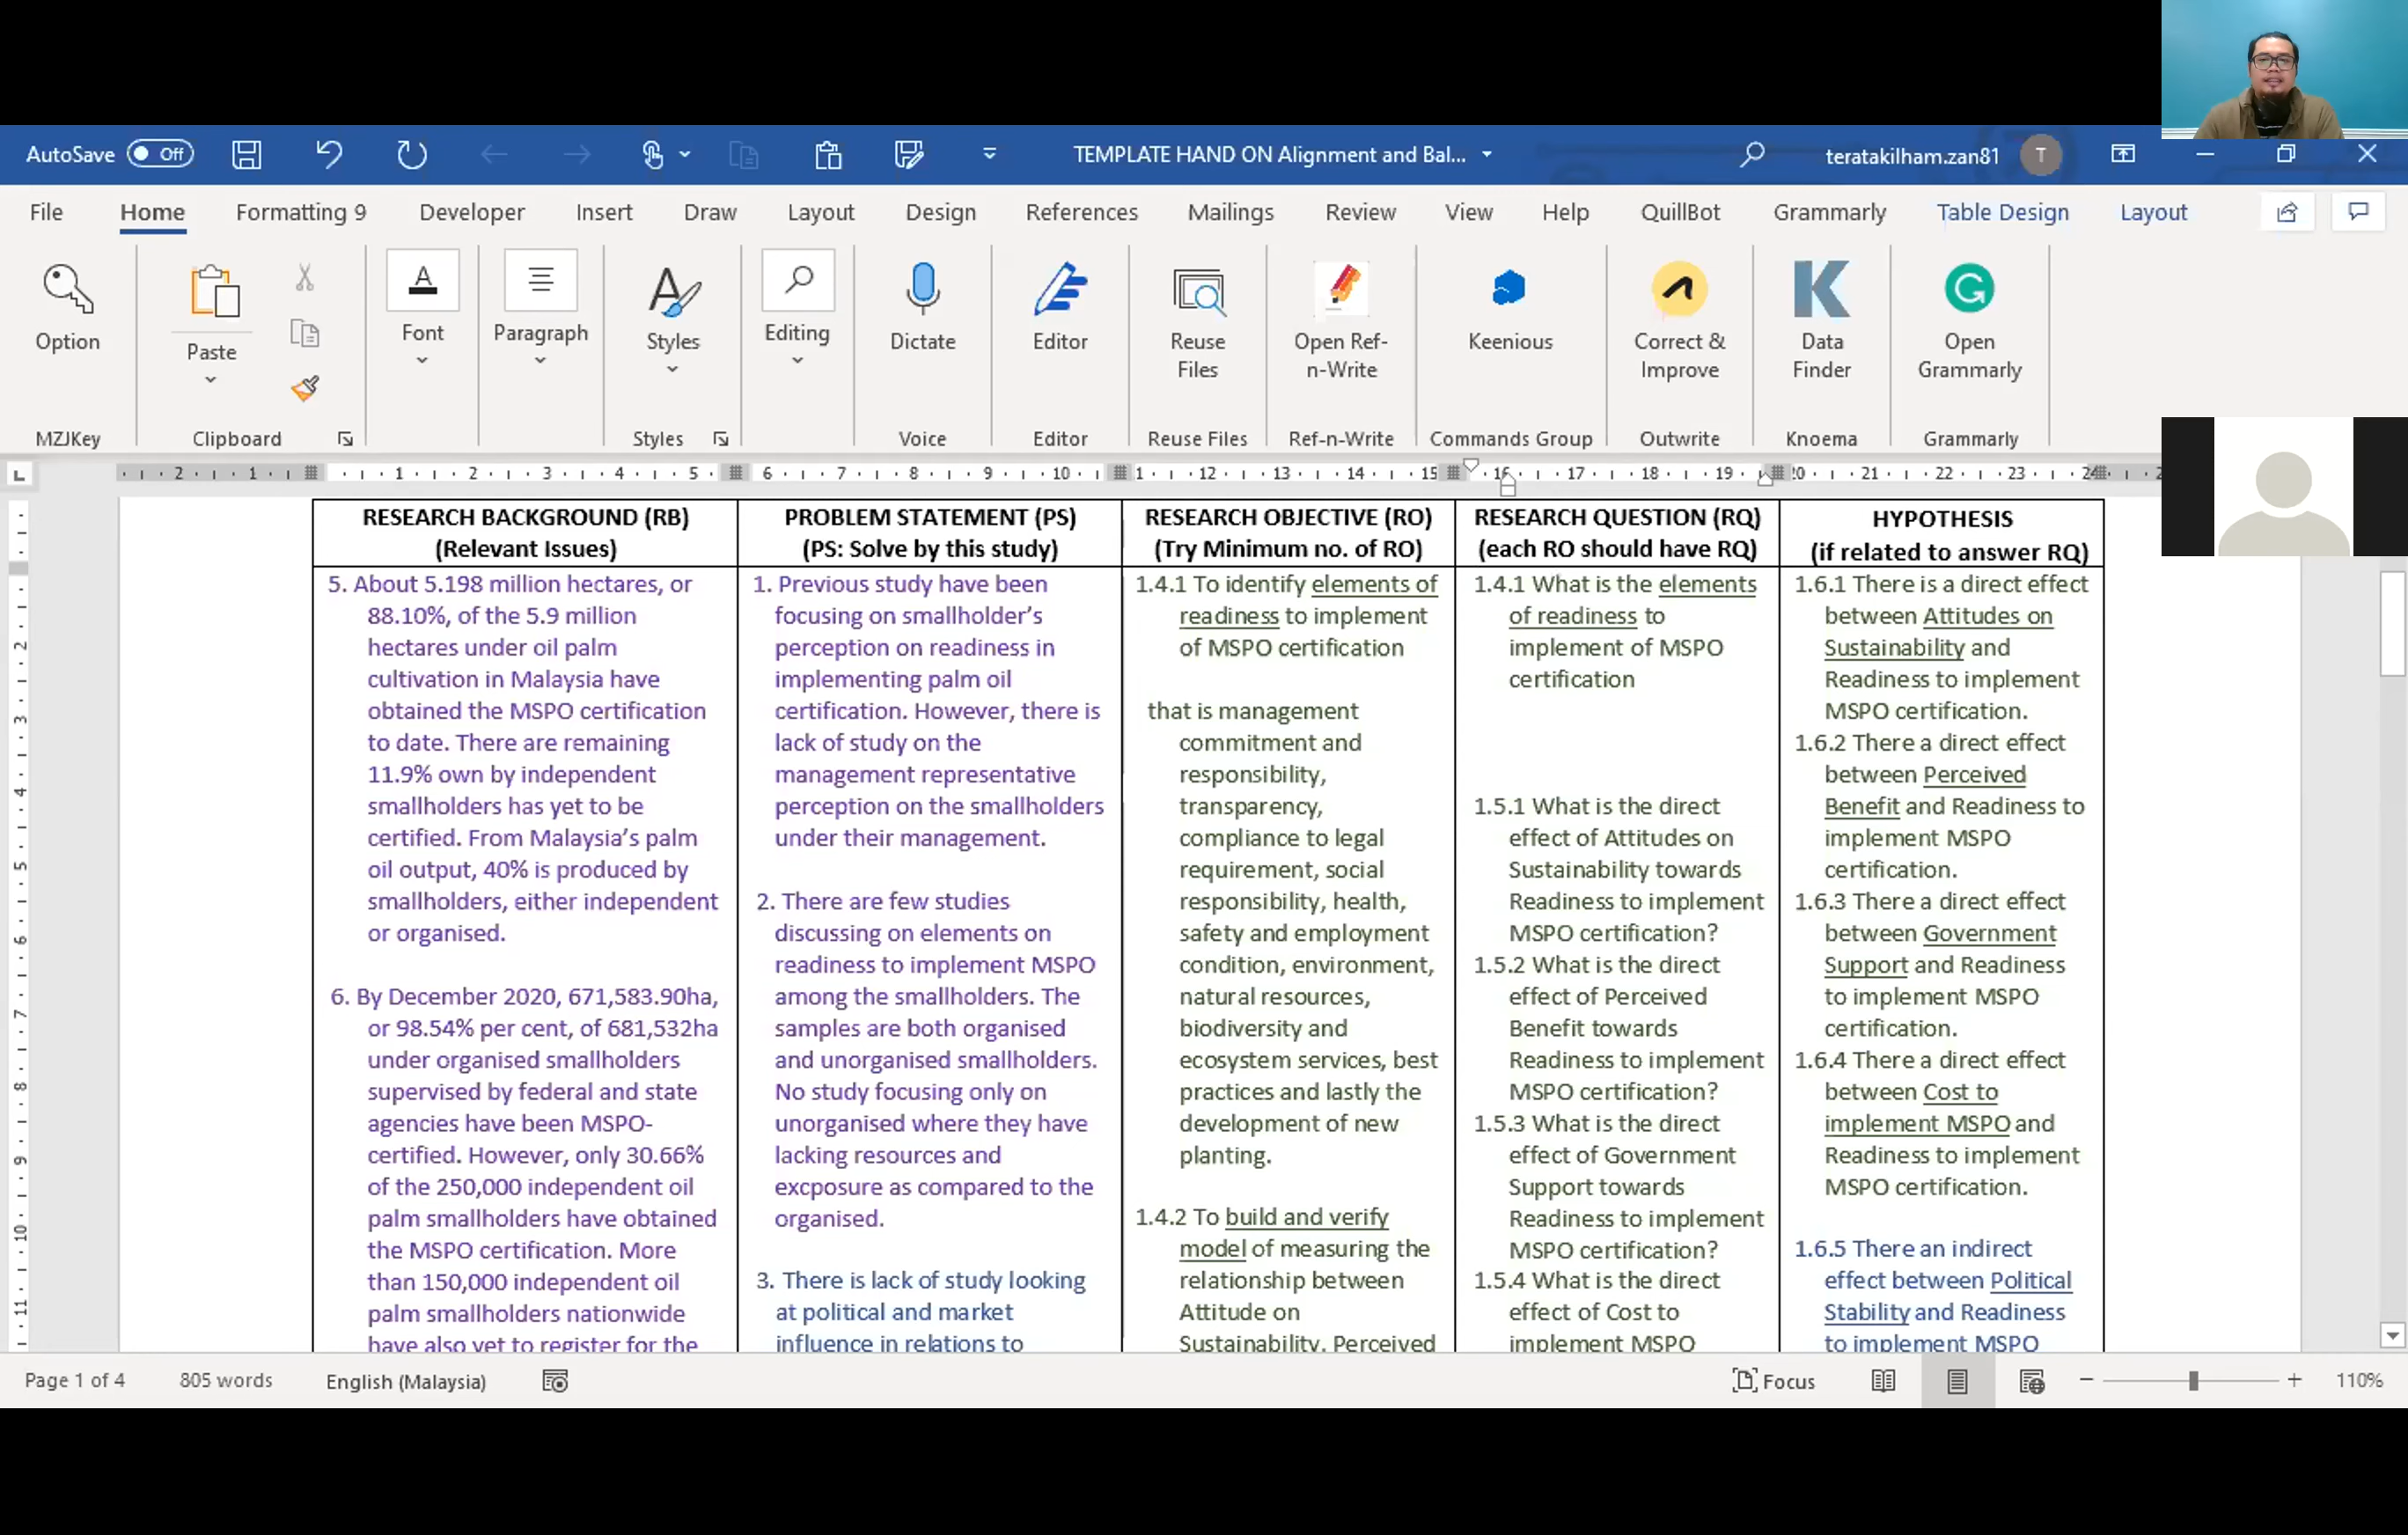 AutoSave Off
TEMPLATE HAND ON Alignment and Bal...
teratakilham.zan81 T
File Home Formatting 9 Developer Insert Draw Layout Design References Mailings Review View Help QuillBot Grammarly Table Design Layout
Option
Paste
Font
Paragraph
Styles
Editing
Dictate
Editor
Reuse
Files
Open Ref-
n-Write
Keenious
Correct &
Improve
Data
Finder
Open
Grammarly
MZJKey Clipboard Styles Voice Editor Reuse Files Ref-n-Write Commands Group Outwrite Knoema Grammarly
RESEARCH BACKGROUND (RB)
(Relevant Issues)
5. About 5.198 million hectares, or
88.10%, of the 5.9 million
hectares under oil palm
cultivation in Malaysia have
obtained the MSPO certification
to date. There are remaining
11.9% own by independent
smallholders has yet to be
certified. From Malaysia's palm
oil output, 40% is produced by
smallholders, either independent
or organised.
6. By December 2020, 671,583.90ha,
or 98.54% per cent, of 681,532ha
under organised smallholders
supervised by federal and state
agencies have been MSPO-
certified. However, only 30.66%
of the 250,000 independent oil
palm smallholders have obtained
the MSPO certification. More
than 150,000 independent oil
palm smallholders nationwide
have also yet to register for the
PROBLEM STATEMENT (PS)
(PS: Solve by this study)
1. Previous study have been
focusing on smallholder's
perception on readiness in
implementing palm oil
certification. However, there is
lack of study on the
management representative
perception on the smallholders
under their management.
2. There are few studies
discussing on elements on
readiness to implement MSPO
among the smallholders. The
samples are both organised
and unorganised smallholders.
No study focusing only on
unorganised where they have
lacking resources and
excposure as compared to the
organised.
3. There is lack of study looking
at political and market
influence in relations to
RESEARCH OBJECTIVE (RO)
(Try Minimum no. of RO)
1.4.1 To identify elements of
readiness to implement
of MSPO certification
that is management
commitment and
responsibility,
transparency,
compliance to legal
requirement, social
responsibility, health,
safety and employment
condition, environment,
natural resources,
biodiversity and
ecosystem services, best
practices and lastly the
development of new
planting.
1.4.2 To build and verify
model of measuring the
relationship between
Attitude on
Sustainability, Perceived
RESEARCH QUESTION (RQ)
(each RO should have RQ)
1.4.1 What is the elements
of readiness to
implement of MSPO
certification
1.5.1 What is the direct
effect of Attitudes on
Sustainability towards
Readiness to implement
MSPO certification?
1.5.2 What is the direct
effect of Perceived
Benefit towards
Readiness to implement
MSPO certification?
1.5.3 What is the direct
effect of Government
Support towards
Readiness to implement
MSPO certification?
1.5.4 What is the direct
effect of Cost to
implement MSPO
HYPOTHESIS
(if related to answer RQ)
1.6.1 There is a direct effect
between Attitudes on
Sustainability and
Readiness to implement
MSPO certification.
1.6.2 There a direct effect
between Perceived
Benefit and Readiness to
implement MSPO
certification.
1.6.3 There a direct effect
between Government
Support and Readiness
to implement MSPO
certification.
1.6.4 There a direct effect
between Cost to
implement MSPO and
Readiness to implement
MSPO certification.
1.6.5 There an indirect
effect between Political
Stability and Readiness
to implement MSPO
Page 1 of 4 805 words English (Malaysia) Focus 110%